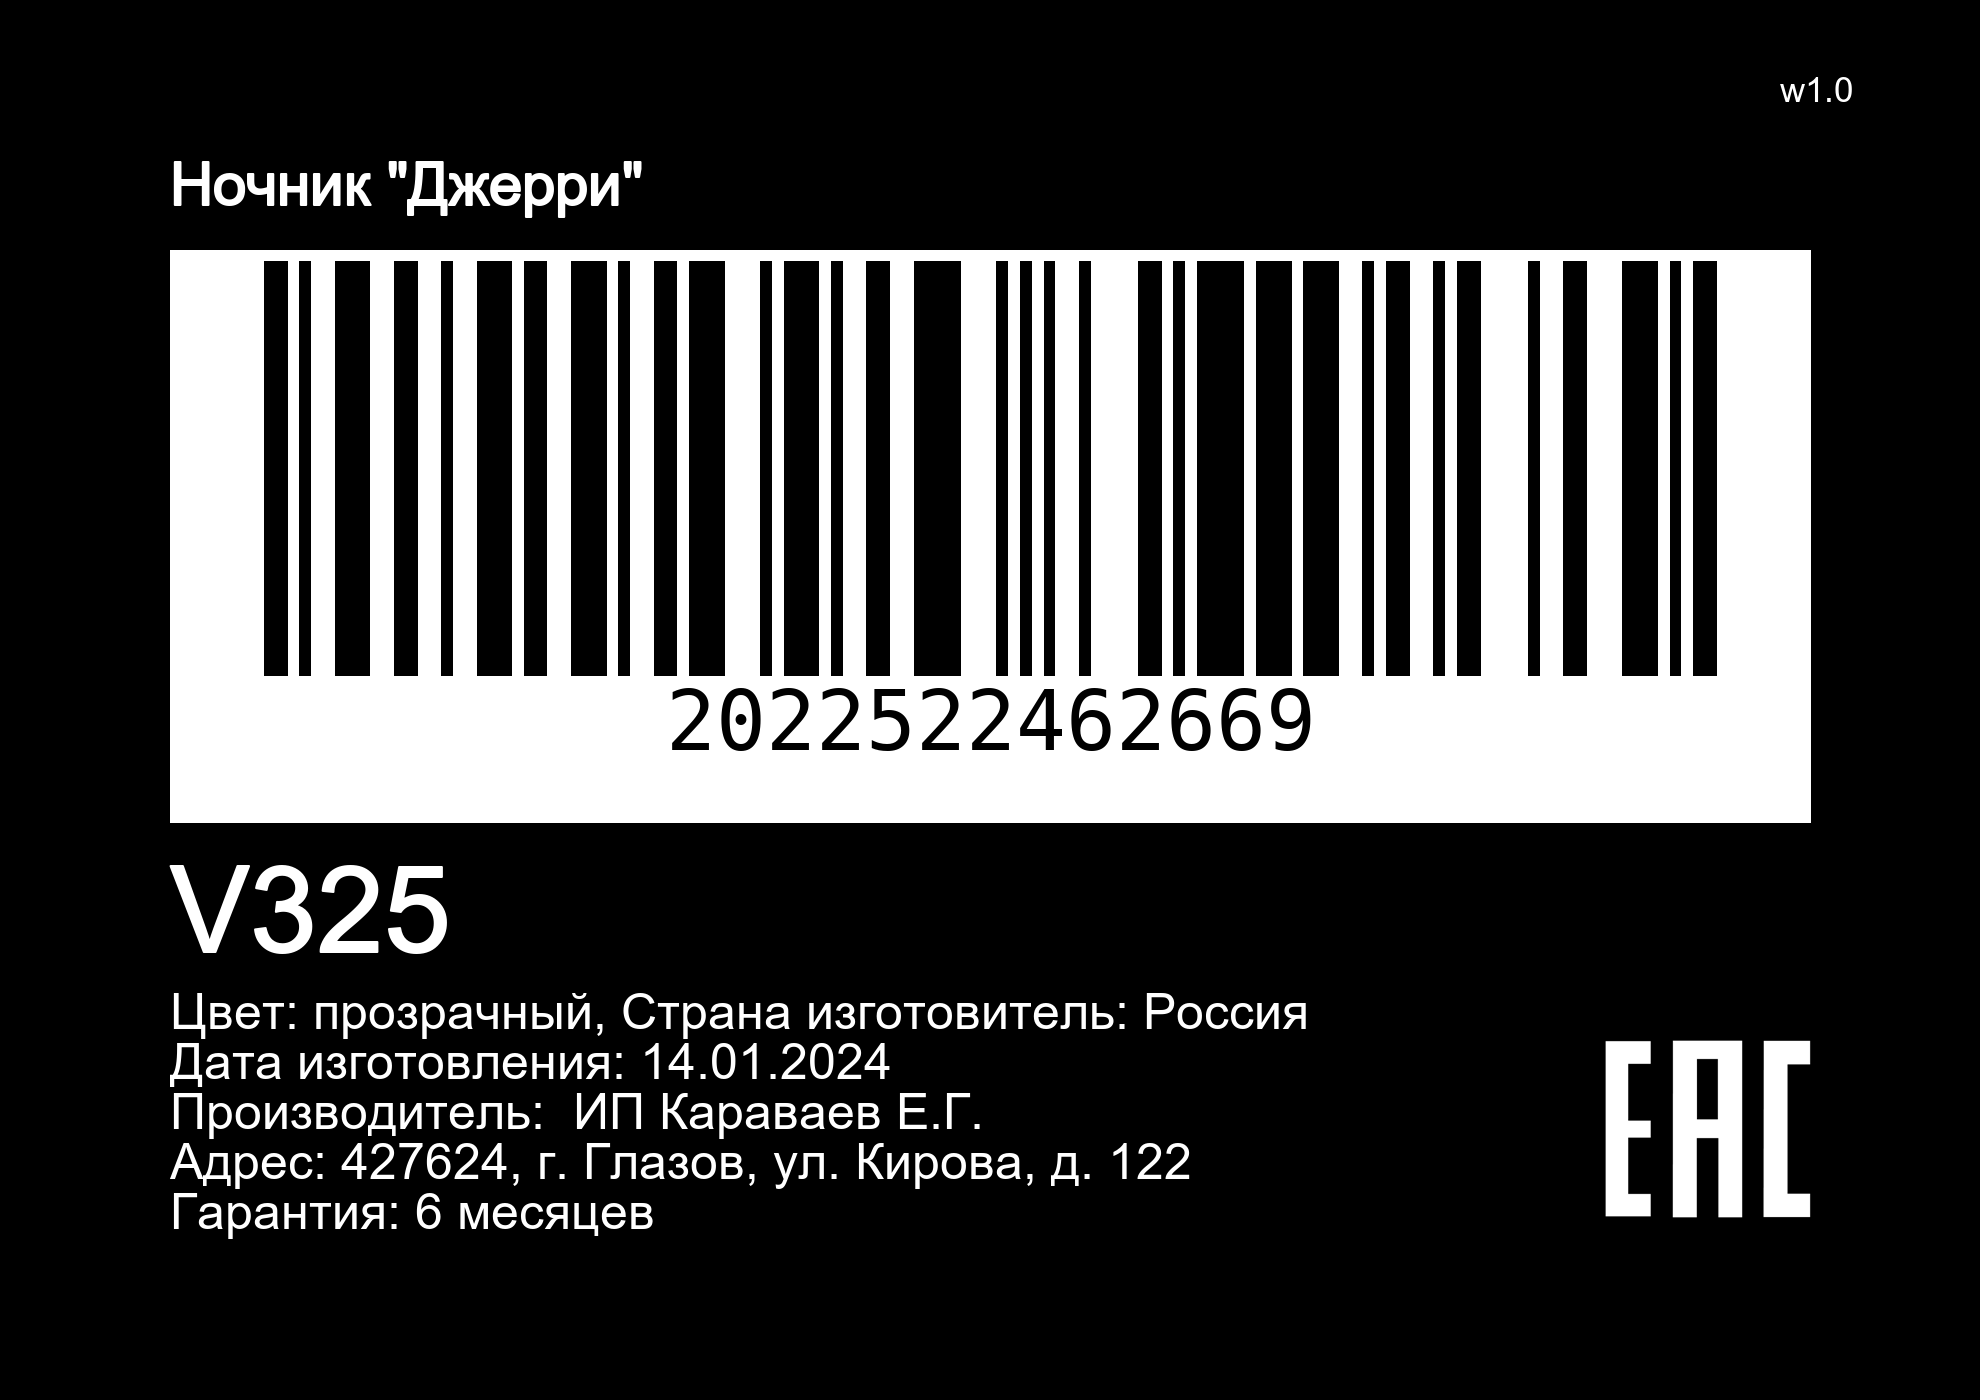 w1.0
Ночник "Джерри"
2022522462669
V325
Цвет: прозрачный, Страна изготовитель: Россия
Дата изготовления: 14.01.2024
Производитель:  ИП Караваев Е.Г.
Адрес: 427624, г. Глазов, ул. Кирова, д. 122
Гарантия: 6 месяцев
EAC